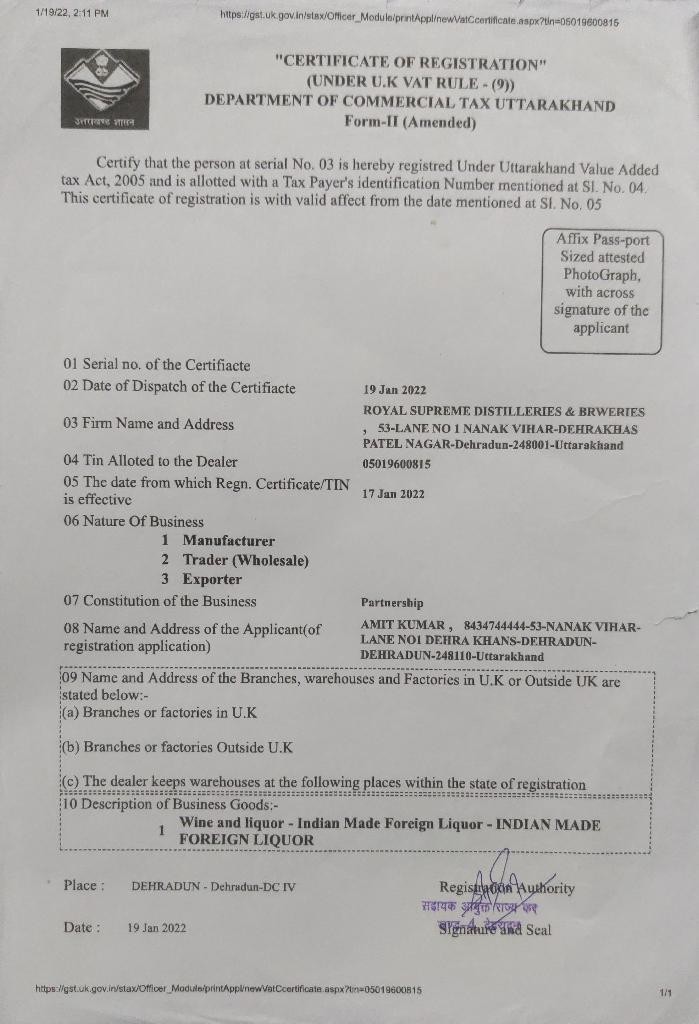 1/19/22, 2:11 PM
https://gst.uk.gov.in/stax/Officer_Module/printAppl/newVatCcertificate.aspx?tin=05019600815
उत्तराखण्ड शासन
"CERTIFICATE OF REGISTRATION"
(UNDER U.K VAT RULE - (9))
DEPARTMENT OF COMMERCIAL TAX UTTARAKHAND
Form-II (Amended)
Certify that the person at serial No. 03 is hereby registred Under Uttarakhand Value Added
tax Act, 2005 and is allotted with a Tax Payer's identification Number mentioned at SI. No. 04.
This certificate of registration is with valid affect from the date mentioned at SI. No. 05
Affix Pass-port
Sized attested
PhotoGraph,
with across
signature of the
applicant
01 Serial no. of the Certifiacte
02 Date of Dispatch of the Certifiacte 19 Jan 2022
03 Firm Name and Address
ROYAL SUPREME DISTILLERIES & BRWERIES
, 53-LANE NO 1 NANAK VIHAR-DEHRAKHAS
PATEL NAGAR-Dehradun-248001-Uttarakhand
04 Tin Alloted to the Dealer 05019600815
05 The date from which Regn. Certificate/TIN
is effective
17 Jan 2022
06 Nature Of Business
1 Manufacturer
2 Trader (Wholesale)
3 Exporter
07 Constitution of the Business Partnership
08 Name and Address of the Applicant(of
registration application)
AMIT KUMAR , 8434744444-53-NANAK VIHAR-
LANE NO1 DEHRA KHANS-DEHRADUN-
DEHRADUN-248110-Uttarakhand
09 Name and Address of the Branches, warehouses and Factories in U.K or Outside UK are
stated below:-
(a) Branches or factories in U.K
(b) Branches or factories Outside U.K
(c) The dealer keeps warehouses at the following places within the state of registration
10 Description of Business Goods:-
1 Wine and liquor - Indian Made Foreign Liquor - INDIAN MADE
FOREIGN LIQUOR
Place : DEHRADUN - Dehradun-DC IV
Registration Authority
सहायक आयुक्त राज्य कर
खण्ड-4, देहरादून
Signature and Seal
Date : 19 Jan 2022
https://gst.uk.gov.in/stax/Officer_Module/printAppl/newVatCcertificate.aspx?tin=05019600815
1/1